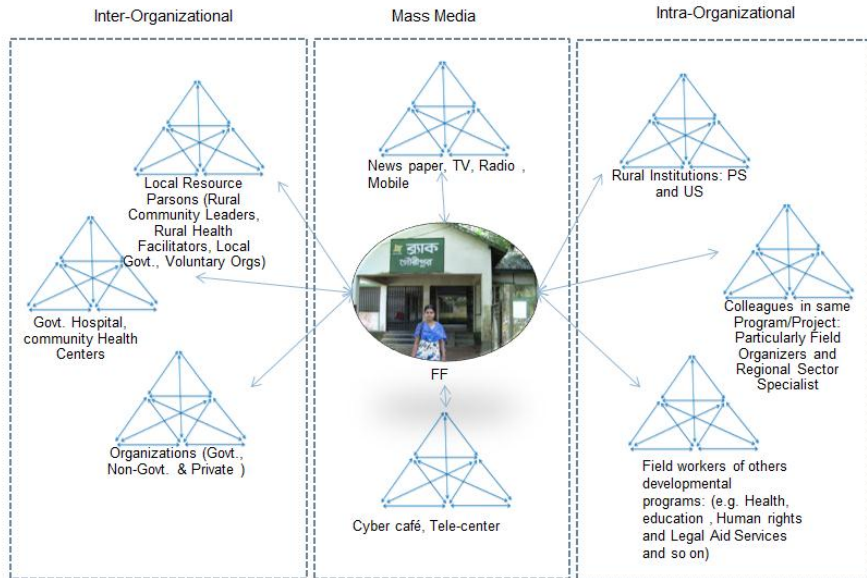 Inter-Organizational
Mass Media
Intra-Organizational
Local Resource
Parsons (Rural
Community Leaders,
Rural Health
Facilitators, Local
Govt., Voluntary Orgs)
Govt. Hospital,
community Health
Centers
Organizations (Govt.,
Non-Govt. & Private )
News paper, TV, Radio ,
Mobile
ব্র্যাক
গৌরীপুর
FF
Cyber café, Tele-center
Rural Institutions: PS
and US
Colleagues in same
Program/Project:
Particularly Field
Organizers and
Regional Sector
Specialist
Field workers of others
developmental
programs: (e.g. Health,
education , Human rights
and Legal Aid Services
and so on)